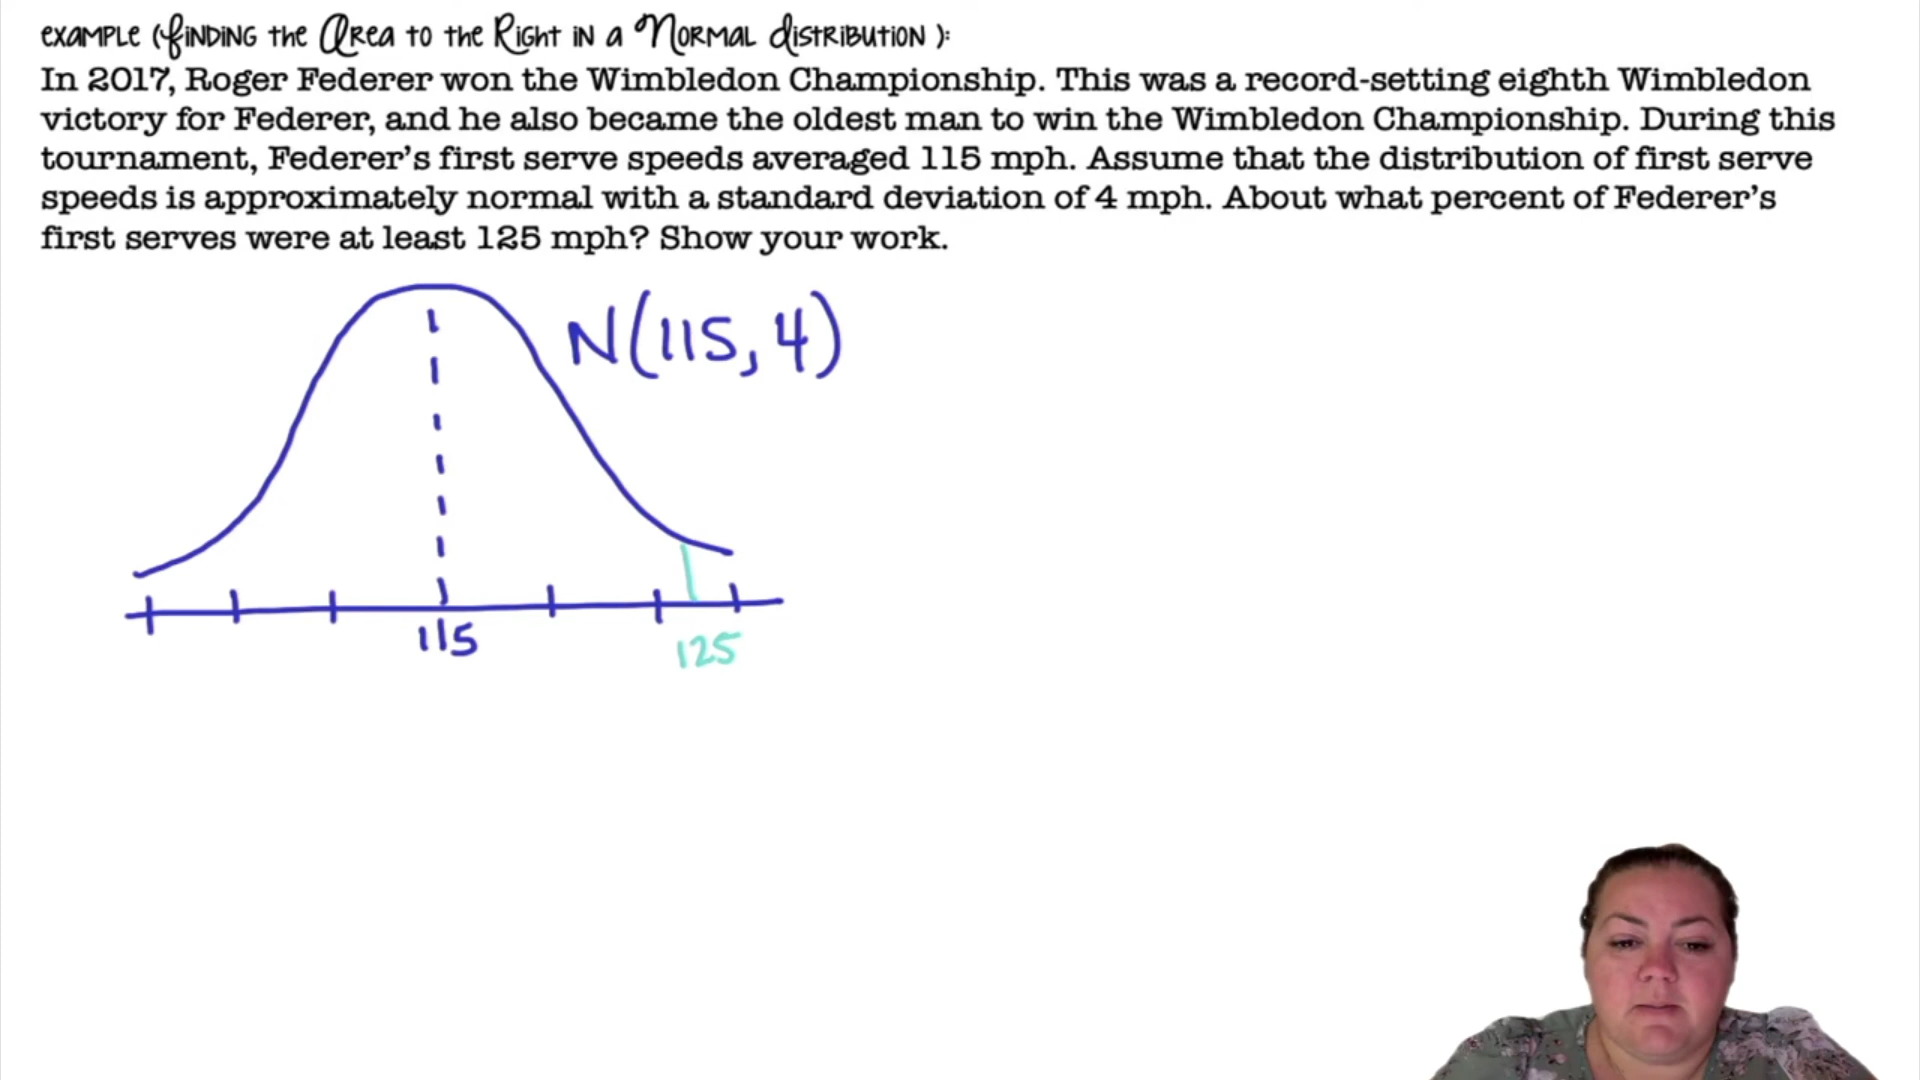 example (Finding the Area to the Right in a Normal Distribution ):
In 2017, Roger Federer won the Wimbledon Championship. This was a record-setting eighth Wimbledon
victory for Federer, and he also became the oldest man to win the Wimbledon Championship. During this
tournament, Federer’s first serve speeds averaged 115 mph. Assume that the distribution of first serve
speeds is approximately normal with a standard deviation of 4 mph. About what percent of Federer’s
first serves were at least 125 mph? Show your work.
N(115, 4)
115
125